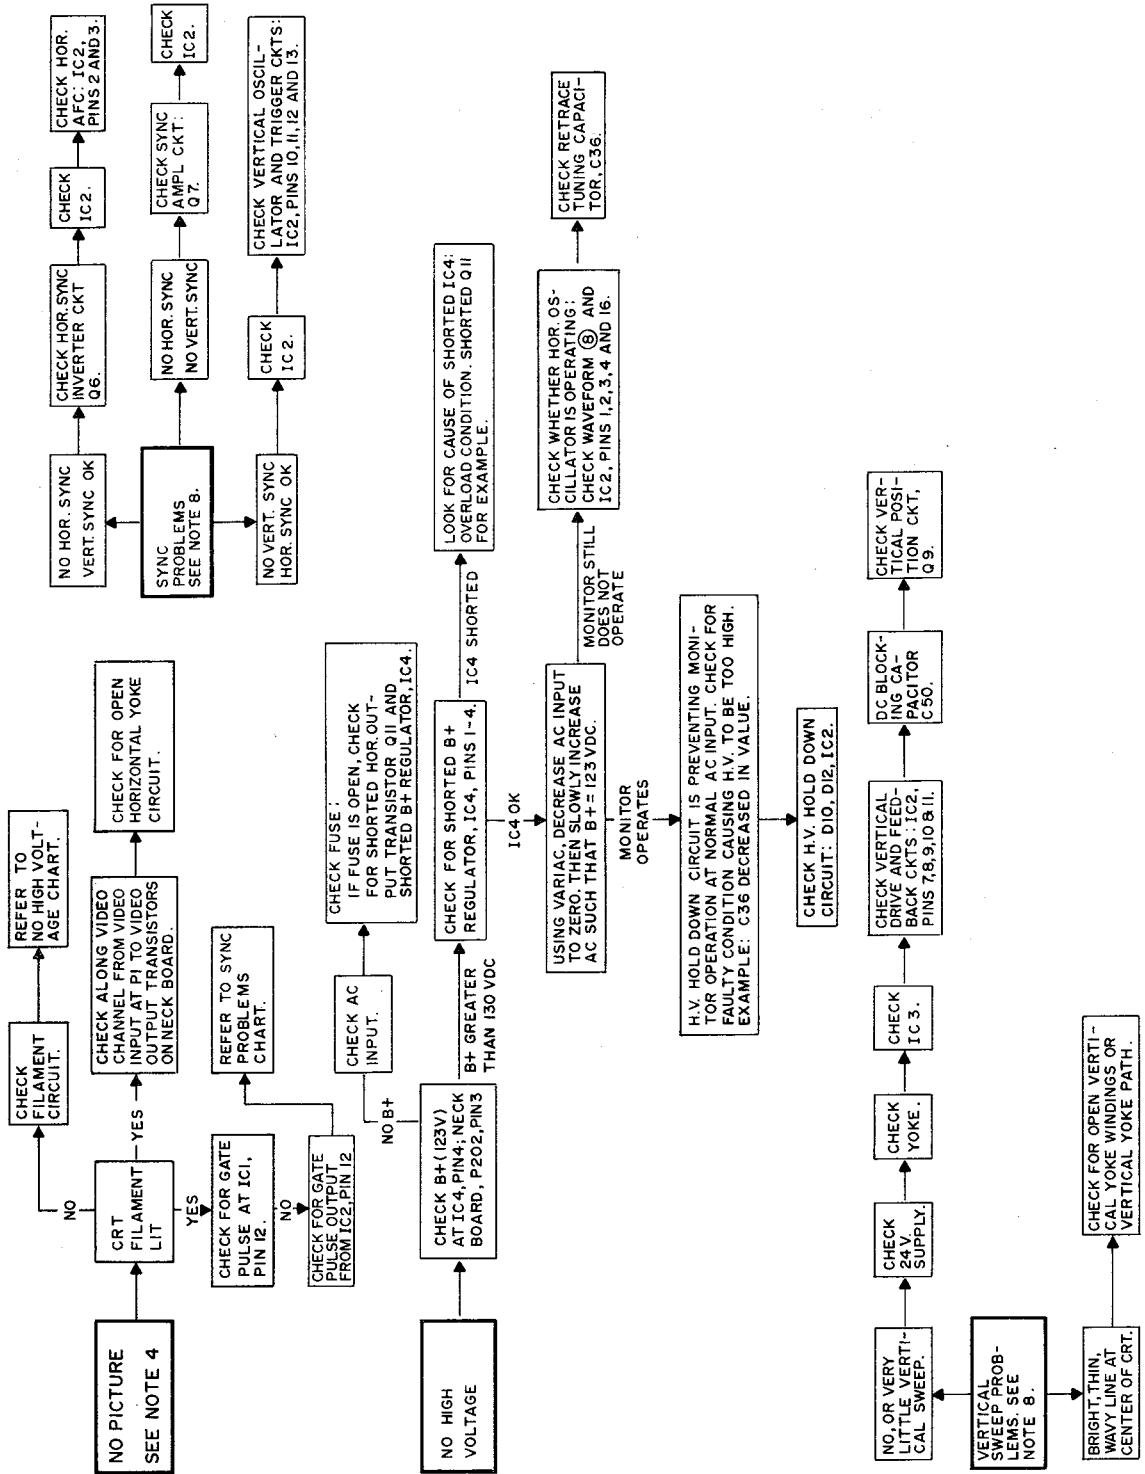 NO PICTURE
SEE NOTE 4
CRT
FILAMENT
LIT
NO
CHECK
FILAMENT
CIRCUIT.
REFER TO
NO HIGH VOLT-
AGE CHART.
YES
CHECK ALONG VIDEO
CHANNEL FROM VIDEO
INPUT AT P1 TO VIDEO
OUTPUT TRANSISTORS
ON NECK BOARD.
CHECK FOR OPEN
HORIZONTAL YOKE
CIRCUIT.
YES
CHECK FOR GATE
PULSE AT IC1,
PIN 12.
NO
CHECK FOR GATE
PULSE OUTPUT
FROM IC2, PIN 12
REFER TO SYNC
PROBLEMS
CHART.
SYNC
PROBLEMS
SEE NOTE 8.
NO HOR. SYNC
VERT. SYNC OK
CHECK HOR. SYNC
INVERTER CKT
Q6.
CHECK
IC2.
CHECK HOR.
AFC: IC2,
PINS 2 AND 3.
NO HOR. SYNC
NO VERT. SYNC
CHECK SYNC
AMPL CKT:
Q7.
CHECK
IC2.
NO VERT. SYNC
HOR. SYNC OK
CHECK
IC 2.
CHECK VERTICAL OSCIL-
LATOR AND TRIGGER CKTS:
IC2, PINS 10, 11, 12 AND 13.
NO HIGH
VOLTAGE
CHECK B+ (123V)
AT IC4, PIN4; NECK
BOARD, P202, PIN3
NO B+
CHECK AC
INPUT.
CHECK FUSE:
IF FUSE IS OPEN, CHECK
FOR SHORTED HOR. OUT-
PUT TRANSISTOR Q11 AND
SHORTED B+ REGULATOR, IC4.
B+ GREATER
THAN 130 VDC
CHECK FOR SHORTED B+
REGULATOR, IC4, PINS 1-4.
IC4 SHORTED
LOOK FOR CAUSE OF SHORTED IC4:
OVERLOAD CONDITION. SHORTED Q11
FOR EXAMPLE.
IC4 OK
USING VARIAC, DECREASE AC INPUT
TO ZERO. THEN SLOWLY INCREASE
AC SUCH THAT B+ = 123 VDC.
MONITOR STILL
DOES NOT
OPERATE
CHECK WHETHER HOR. OS-
CILLATOR IS OPERATING;
CHECK WAVEFORM ⑧ AND
IC2, PINS 1, 2, 3, 4 AND 16.
CHECK RETRACE
TUNING CAPACI-
TOR, C36.
MONITOR
OPERATES
H.V. HOLD DOWN CIRCUIT IS PREVENTING MONI-
TOR OPERATION AT NORMAL AC INPUT. CHECK FOR
FAULTY CONDITION CAUSING H.V. TO BE TOO HIGH.
EXAMPLE: C36 DECREASED IN VALUE.
CHECK H.V. HOLD DOWN
CIRCUIT: D10, D12, IC2.
VERTICAL
SWEEP PROB-
LEMS. SEE
NOTE 8.
NO, OR VERY
LITTLE VERTI-
CAL SWEEP.
CHECK
24V.
SUPPLY.
CHECK
YOKE.
CHECK
IC 3.
CHECK VERTICAL
DRIVE AND FEED-
BACK CKTS: IC2,
PINS 7, 8, 9, 10 & 11.
DC BLOCK-
ING CA-
PACITOR
C50.
CHECK VER-
TICAL POSI-
TION CKT,
Q9.
BRIGHT, THIN,
WAVY LINE AT
CENTER OF CRT.
CHECK FOR OPEN VERTI-
CAL YOKE WINDINGS OR
VERTICAL YOKE PATH.